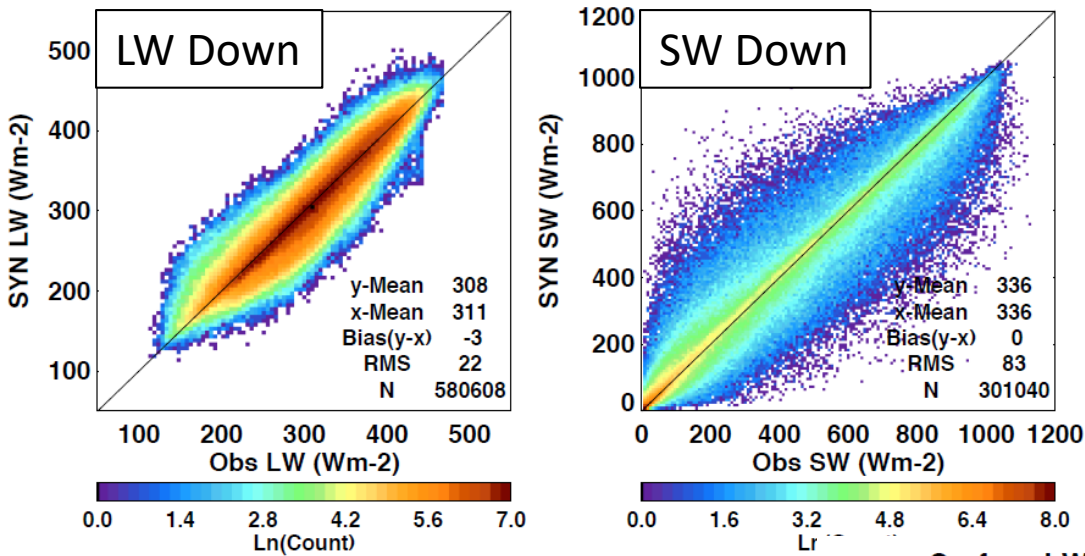 LW Down
SYN LW (Wm-2)
500
400
300
200
100
y-Mean 308
x-Mean 311
Bias(y-x) -3
RMS 22
N 580608
100 200 300 400 500
Obs LW (Wm-2)
0.0 1.4 2.8 4.2 5.6 7.0
Ln(Count)
SW Down
SYN SW (Wm-2)
1200
1000
800
600
400
200
0
y-Mean 336
x-Mean 336
Bias(y-x) 0
RMS 83
N 301040
0 200 400 600 800 1000 1200
Obs SW (Wm-2)
0.0 1.6 3.2 4.8 6.4 8.0